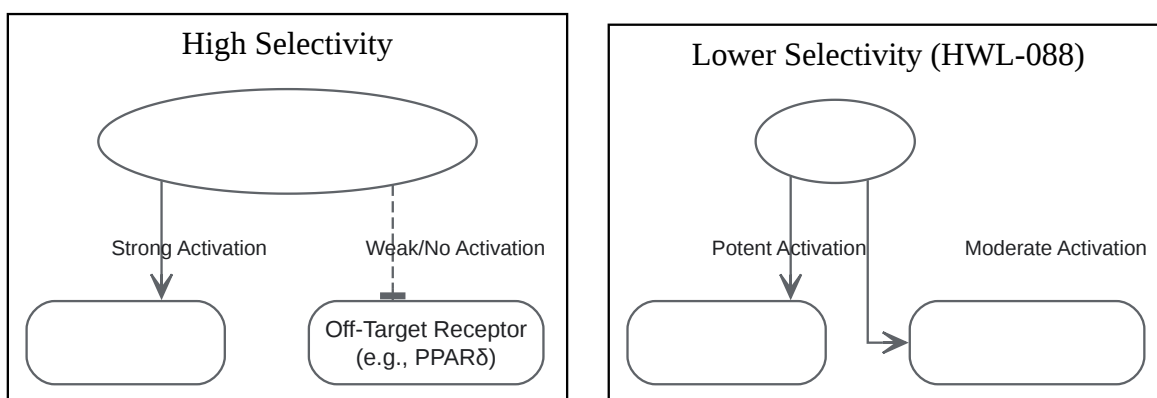 High Selectivity
Strong Activation
Weak/No Activation
Off-Target Receptor
(e.g., PPARδ)
Lower Selectivity (HWL-088)
Potent Activation
Moderate Activation